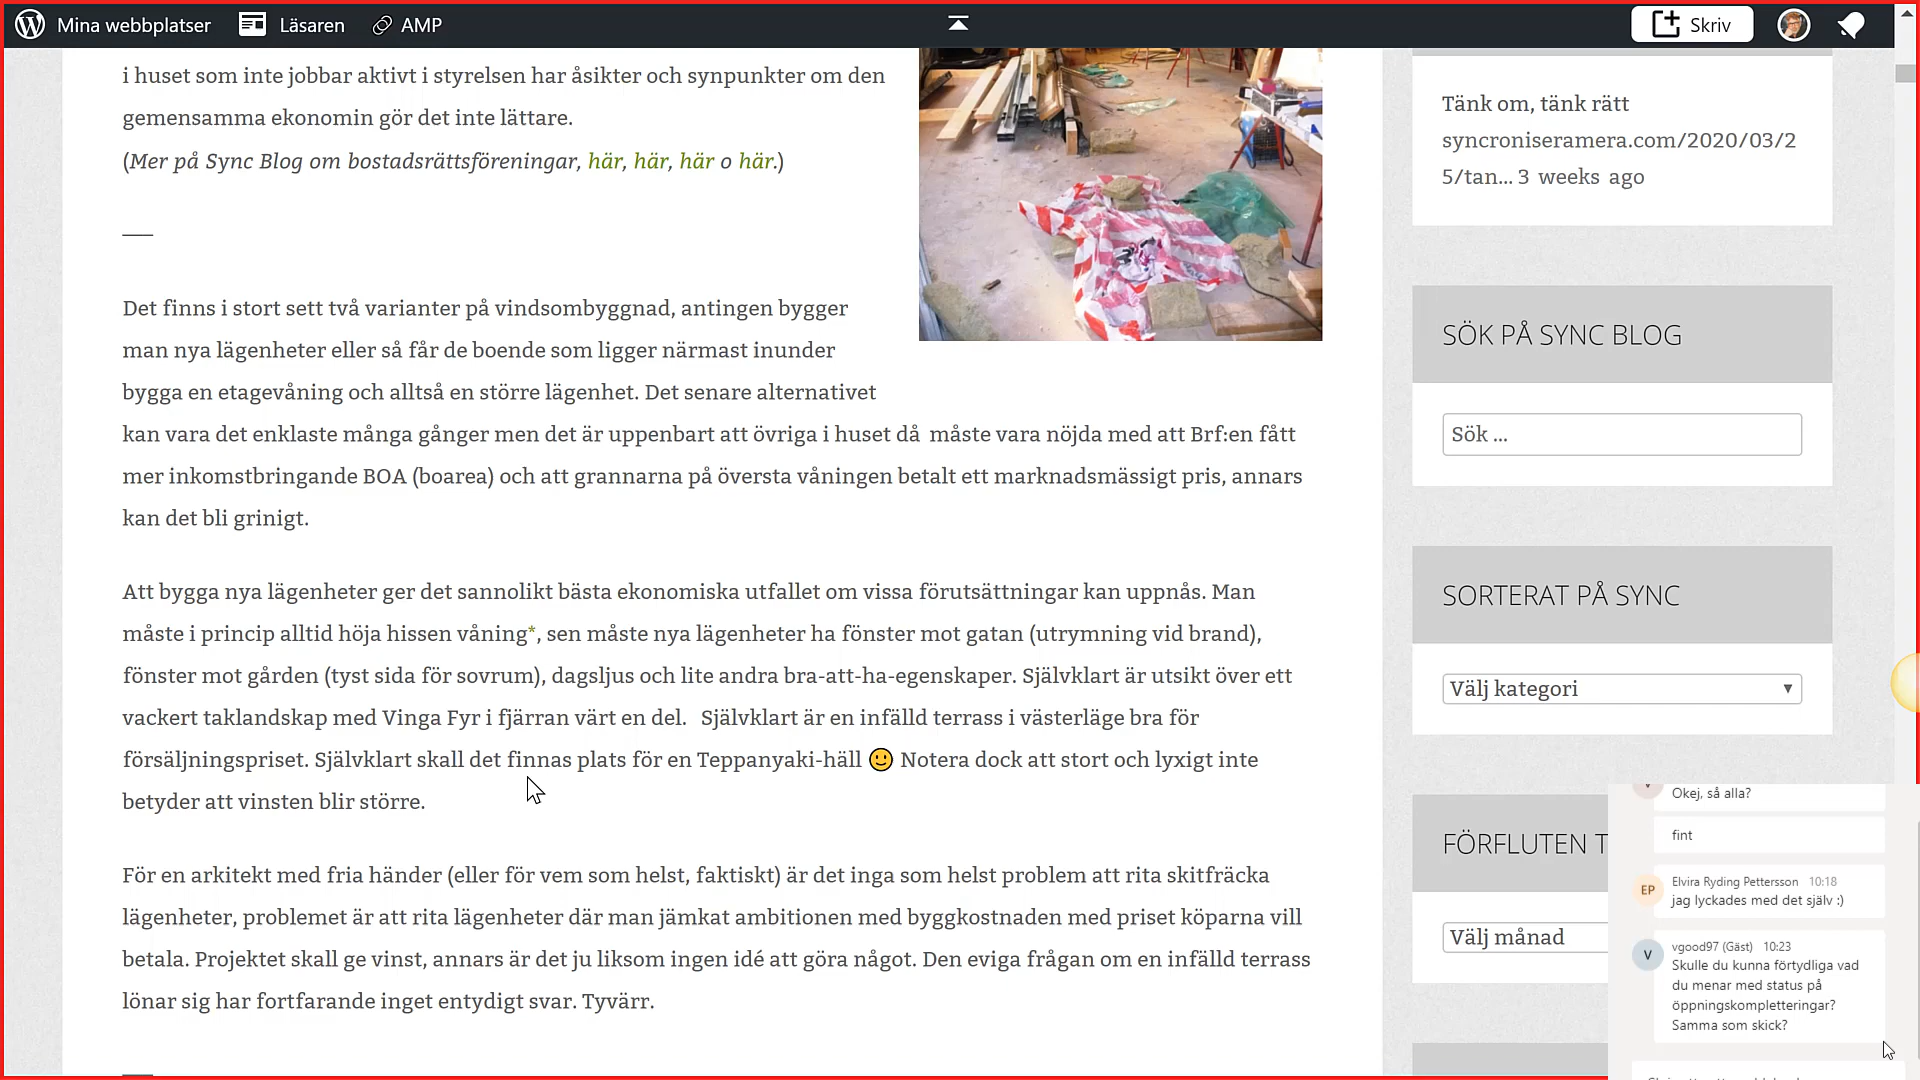 Mina webbplatser Läsaren AMP Skriv
i huset som inte jobbar aktivt i styrelsen har åsikter och synpunkter om den
gemensamma ekonomin gör det inte lättare.
(Mer på Sync Blog om bostadsrättsföreningar, här, här, här o här.)
Det finns i stort sett två varianter på vindsombyggnad, antingen bygger
man nya lägenheter eller så får de boende som ligger närmast inunder
bygga en etagevåning och alltså en större lägenhet. Det senare alternativet
kan vara det enklaste många gånger men det är uppenbart att övriga i huset då måste vara nöjda med att Brf:en fått
mer inkomstbringande BOA (boarea) och att grannarna på översta våningen betalt ett marknadsmässigt pris, annars
kan det bli grinigt.
Att bygga nya lägenheter ger det sannolikt bästa ekonomiska utfallet om vissa förutsättningar kan uppnås. Man
måste i princip alltid höja hissen våning*, sen måste nya lägenheter ha fönster mot gatan (utrymning vid brand),
fönster mot gården (tyst sida för sovrum), dagsljus och lite andra bra-att-ha-egenskaper. Självklart är utsikt över ett
vackert taklandskap med Vinga Fyr i fjärran värt en del. Självklart är en infälld terrass i västerläge bra för
försäljningspriset. Självklart skall det finnas plats för en Teppanyaki-häll 🙂 Notera dock att stort och lyxigt inte
betyder att vinsten blir större.
För en arkitekt med fria händer (eller för vem som helst, faktiskt) är det inga som helst problem att rita skitfräcka
lägenheter, problemet är att rita lägenheter där man jämkat ambitionen med byggkostnaden med priset köparna vill
betala. Projektet skall ge vinst, annars är det ju liksom ingen idé att göra något. Den eviga frågan om en infälld terrass
lönar sig har fortfarande inget entydigt svar. Tyvärr.
Tänk om, tänk rätt
syncroniseramera.com/2020/03/2
5/tan... 3 weeks ago
SÖK PÅ SYNC BLOG
Sök ...
SORTERAT PÅ SYNC
Välj kategori
FÖRFLUTEN T
Välj månad
Okej, så alla?
fint
EP Elvira Ryding Pettersson 10:18
jag lyckades med det själv :)
V vgood97 (Gäst) 10:23
Skulle du kunna förtydliga vad
du menar med status på
öppningskompletteringar?
Samma som skick?